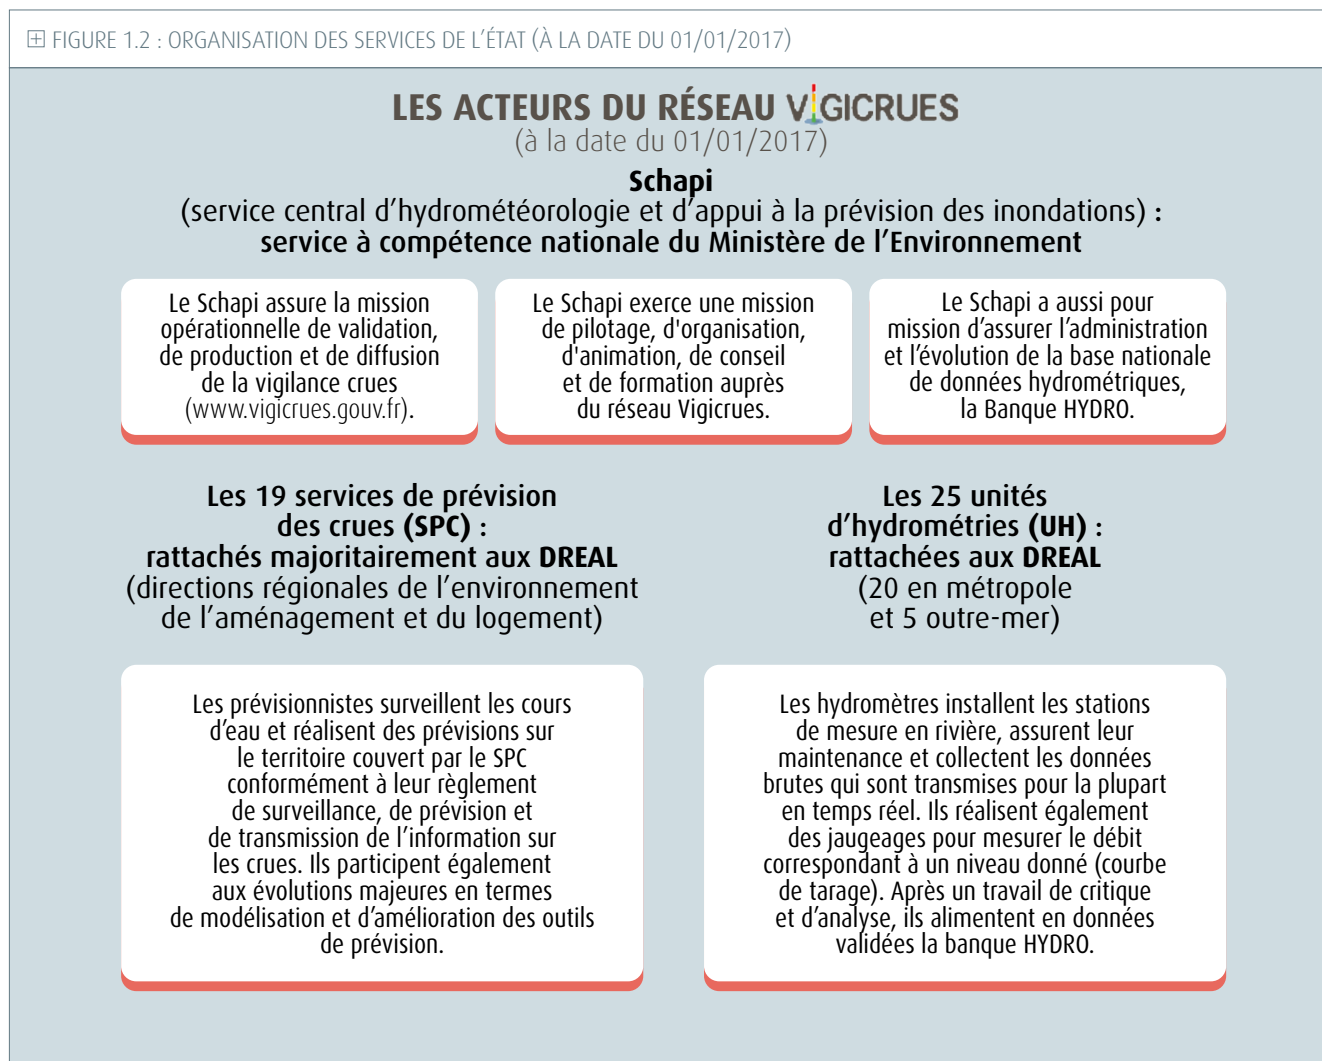 FIGURE 1.2 : ORGANISATION DES SERVICES DE L'ÉTAT (À LA DATE DU 01/01/2017)
LES ACTEURS DU RÉSEAU VIGICRUES
(à la date du 01/01/2017)
Schapi
(service central d'hydrométéorologie et d'appui à la prévision des inondations) :
service à compétence nationale du Ministère de l'Environnement
Le Schapi assure la mission
opérationnelle de validation,
de production et de diffusion
de la vigilance crues
(www.vigicrues.gouv.fr).
Le Schapi exerce une mission
de pilotage, d'organisation,
d'animation, de conseil
et de formation auprès
du réseau Vigicrues.
Le Schapi a aussi pour
mission d'assurer l'administration
et l'évolution de la base nationale
de données hydrométriques,
la Banque HYDRO.
Les 19 services de prévision
des crues (SPC) :
rattachés majoritairement aux DREAL
(directions régionales de l'environnement
de l'aménagement et du logement)
Les 25 unités
d'hydrométries (UH) :
rattachées aux DREAL
(20 en métropole
et 5 outre-mer)
Les prévisionnistes surveillent les cours
d'eau et réalisent des prévisions sur
le territoire couvert par le SPC
conformément à leur règlement
de surveillance, de prévision et
de transmission de l'information sur
les crues. Ils participent également
aux évolutions majeures en termes
de modélisation et d'amélioration des outils
de prévision.
Les hydromètres installent les stations
de mesure en rivière, assurent leur
maintenance et collectent les données
brutes qui sont transmises pour la plupart
en temps réel. Ils réalisent également
des jaugeages pour mesurer le débit
correspondant à un niveau donné (courbe
de tarage). Après un travail de critique
et d'analyse, ils alimentent en données
validées la banque HYDRO.